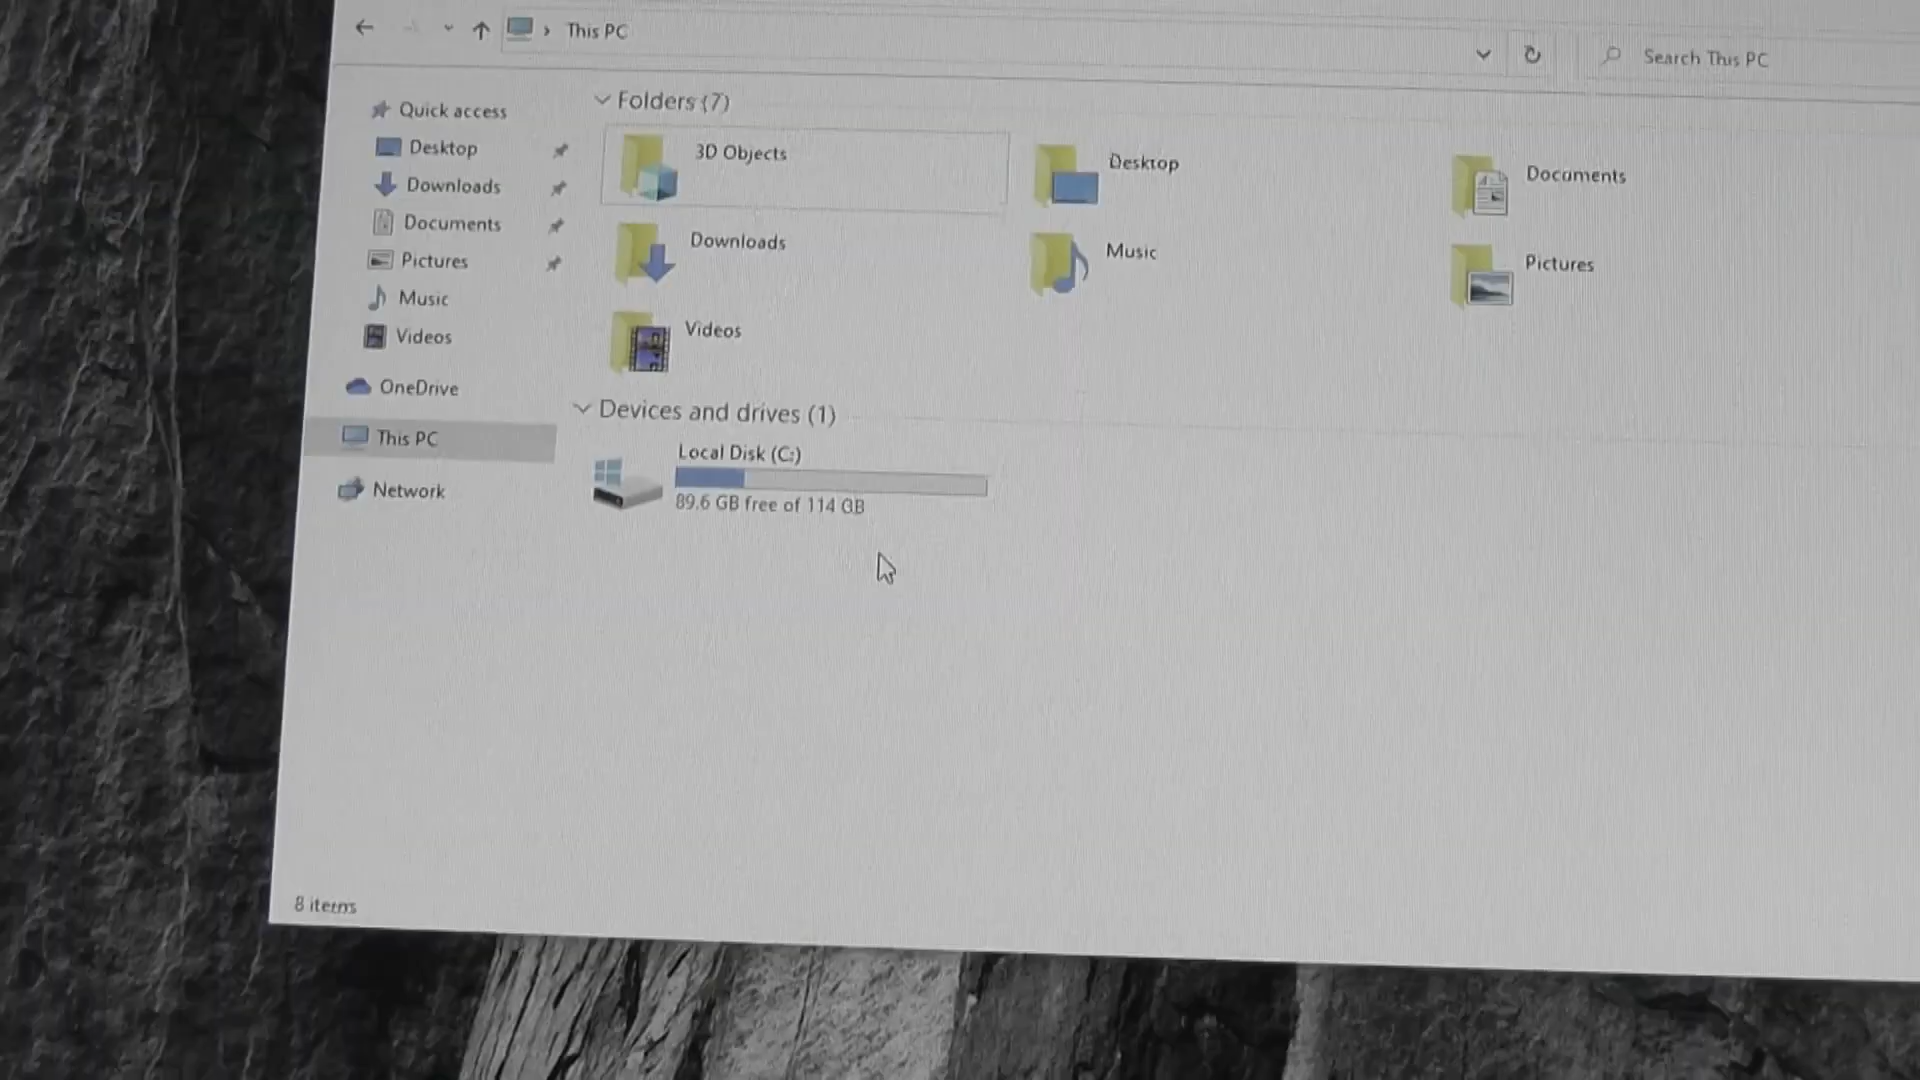 This PC
Search This PC
Quick access
Desktop
Downloads
Documents
Pictures
Music
Videos
OneDrive
This PC
Network
Folders (7)
3D Objects
Desktop
Documents
Downloads
Music
Pictures
Videos
Devices and drives (1)
Local Disk (C:)
89.6 GB free of 114 GB
8 items